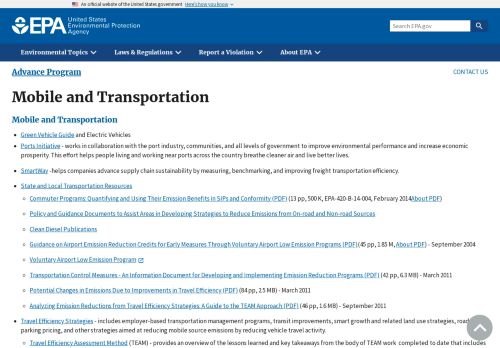 An official website of the United States government Here's how you know
EPA United States
Environmental Protection
Agency
Search EPA.gov
Environmental Topics Laws & Regulations Report a Violation About EPA
Advance Program CONTACT US
Mobile and Transportation
Mobile and Transportation
Green Vehicle Guide and Electric Vehicles
Ports Initiative - works in collaboration with the port industry, communities, and all levels of government to improve environmental performance and increase economic
prosperity. This effort helps people living and working near ports across the country breathe cleaner air and live better lives.
SmartWay -helps companies advance supply chain sustainability by measuring, benchmarking, and improving freight transportation efficiency.
State and Local Transportation Resources
Commuter Programs: Quantifying and Using Their Emission Benefits in SIPs and Conformity (PDF) (13 pp, 500 K, EPA-420-B-14-004, February 2014About PDF)
Policy and Guidance Documents to Assist Areas in Developing Strategies to Reduce Emissions from On-road and Non-road Sources
Clean Diesel Publications
Guidance on Airport Emission Reduction Credits for Early Measures Through Voluntary Airport Low Emission Programs (PDF)(45 pp, 1.85 M, About PDF) - September 2004
Voluntary Airport Low Emission Program
Transportation Control Measures - An Information Document for Developing and Implementing Emission Reduction Programs (PDF) (42 pp, 6.3 MB) - March 2011
Potential Changes in Emissions Due to Improvements in Travel Efficiency (PDF) (84 pp, 2.5 MB) - March 2011
Analyzing Emission Reductions from Travel Efficiency Strategies: A Guide to the TEAM Approach (PDF) (46 pp, 1.6 MB) - September 2011
Travel Efficiency Strategies - includes employer-based transportation management programs, transit improvements, smart growth and related land use strategies, road and
parking pricing, and other strategies aimed at reducing mobile source emissions by reducing vehicle travel activity.
Travel Efficiency Assessment Method (TEAM) - provides an overview of the lessons learned and key takeaways from the body of TEAM work completed to date that includes